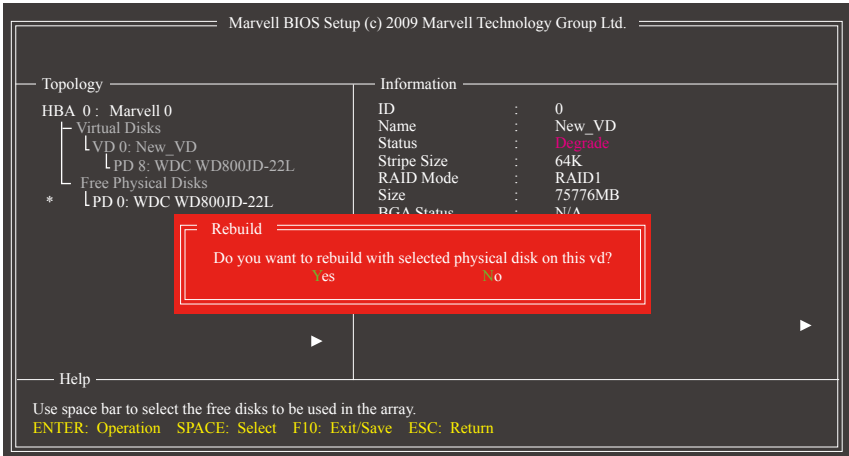 Marvell BIOS Setup (c) 2009 Marvell Technology Group Ltd.
Topology
HBA 0 : Marvell 0
Virtual Disks
VD 0: New_VD
PD 8: WDC WD800JD-22L
Free Physical Disks
* PD 0: WDC WD800JD-22L
Information
ID : 0
Name : New_VD
Status : Degrade
Stripe Size : 64K
RAID Mode : RAID1
Size : 75776MB
BGA Status : N/A
Rebuild
Do you want to rebuild with selected physical disk on this vd?
Yes No
Help
Use space bar to select the free disks to be used in the array.
ENTER: Operation SPACE: Select F10: Exit/Save ESC: Return